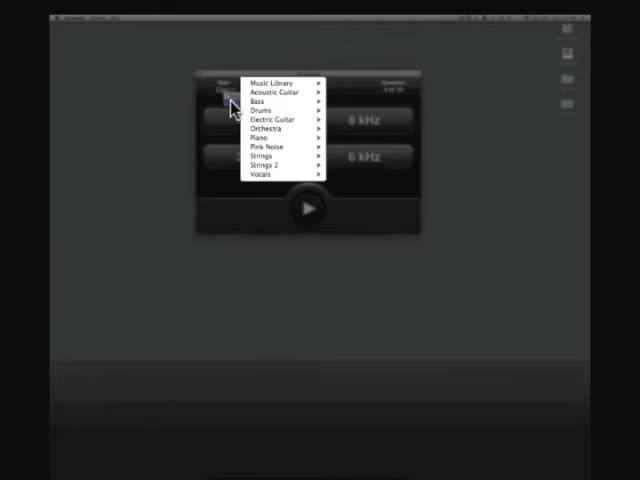 Music Library
Acoustic Guitar
Bass
Drums
Electric Guitar
Orchestra
Piano
Pink Noise
Strings
Strings 2
Vocals
Question
8 kHz
6 kHz